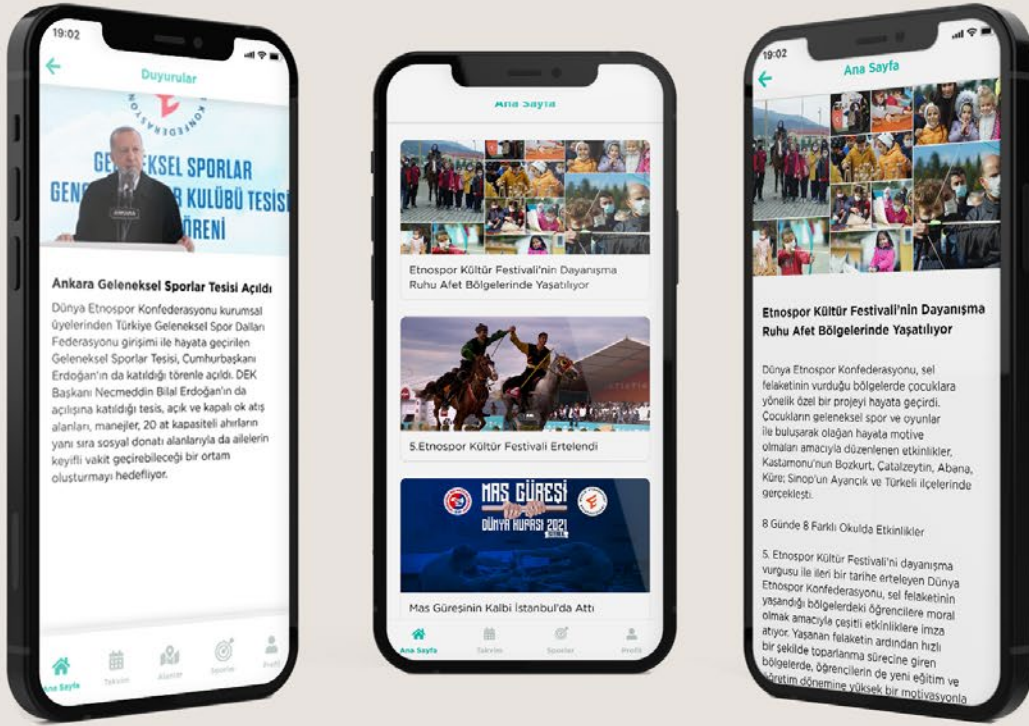 19:02
Duyurular
KONFEDERASYON
GELENEKSEL SPORLAR
KULÜBÜ TESİSİ
ANKARA
ÖRENİ
Ankara Geleneksel Sporlar Tesisi Açıldı
Dünya Etnospor Konfederasyonu kurumsal
üyelerinden Türkiye Geleneksel Spor Dalları
Federasyonu girişimi ile hayata geçirilen
Geleneksel Sporlar Tesisi, Cumhurbaşkanı
Erdoğan'ın da katıldığı törenle açıldı. DEK
Başkanı Necmeddin Bilal Erdoğan'ın da
açılışına katıldığı tesis, açık ve kapalı ok atış
alanları, manejler, 20 at kapasiteli ahırların
yanı sıra sosyal donatı alanlarıyla da ailelerin
keyifli vakit geçirebileceği bir ortam
oluşturmayı hedefliyor.
Ana Sayfa
Takvim
Alanlar
Sporlar
Profil
Ana Sayfa
Etnospor Kültür Festivali'nin Dayanışma
Ruhu Afet Bölgelerinde Yaşatılıyor
5.Etnospor Kültür Festivali Ertelendi
MAS GÜREŞİ
DÜNYA KUPASI 2021
Mas Güreşinin Kalbi İstanbul'da Attı
Ana Sayfa
Takvim
Sporlar
Profil
19:02
Ana Sayfa
Etnospor Kültür Festivali'nin Dayanışma
Ruhu Afet Bölgelerinde Yaşatılıyor
Dünya Etnospor Konfederasyonu, sel
felaketinin vurduğu bölgelerde çocuklara
yönelik özel bir projeyi hayata geçirdi.
Çocukların geleneksel spor ve oyunlar
ile buluşarak olağan hayata motive
olmaları amacıyla düzenlenen etkinlikler,
Kastamonu'nun Bozkurt, Çatalzeytin, Abana,
Küre; Sinop'un Ayancık ve Türkeli ilçelerinde
gerçekleşti.
8 Günde 8 Farklı Okulda Etkinlikler
5. Etnospor Kültür Festivali'ni dayanışma
vurgusu ile ileri bir tarihe erteleyen Dünya
Etnospor Konfederasyonu, sel felaketinin
yaşandığı bölgelerdeki öğrencilere moral
olmak amacıyla çeşitli etkinliklere imza
atıyor. Yaşanan felaketin ardından hızlı
bir şekilde toparlanma sürecine giren
bölgelerde, öğrencilerin de yeni eğitim ve
öğretim dönemine yüksek bir motivasyonla